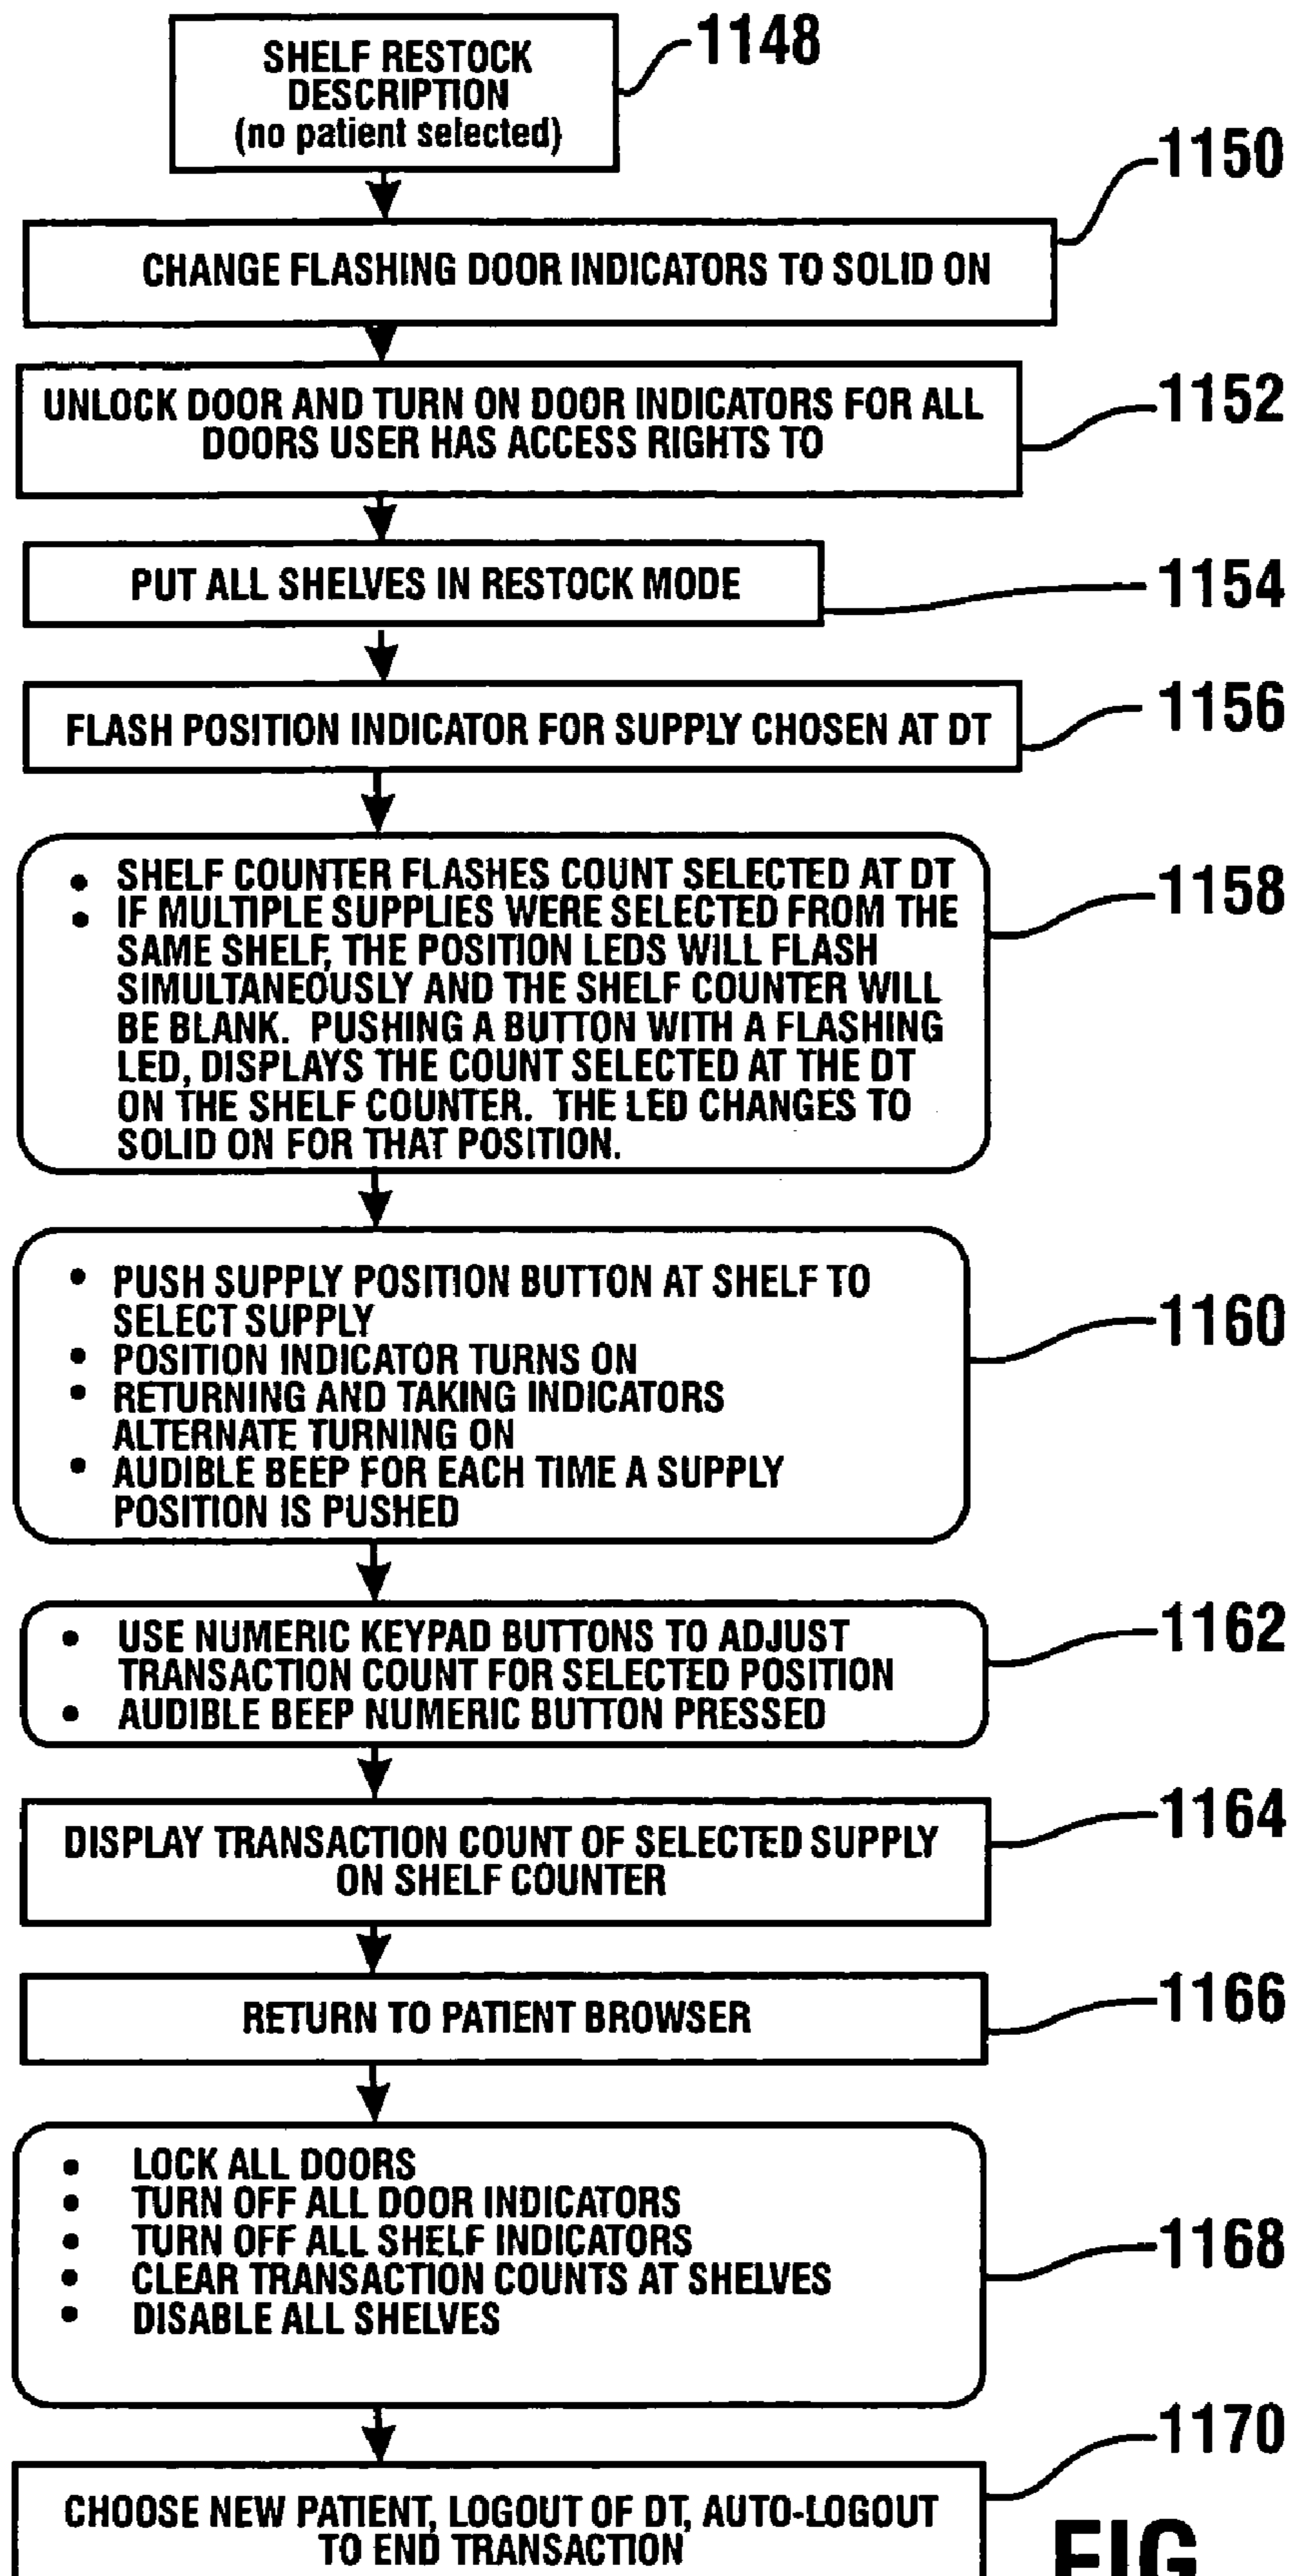 SHELF RESTOCK
DESCRIPTION
(no patient selected)
1148
1150
CHANGE FLASHING DOOR INDICATORS TO SOLID ON
UNLOCK DOOR AND TURN ON DOOR INDICATORS FOR ALL
DOORS USER HAS ACCESS RIGHTS TO
1152
PUT ALL SHELVES IN RESTOCK MODE
1154
FLASH POSITION INDICATOR FOR SUPPLY CHOSEN AT DT
1156
• SHELF COUNTER FLASHES COUNT SELECTED AT DT
• IF MULTIPLE SUPPLIES WERE SELECTED FROM THE
SAME SHELF, THE POSITION LEDS WILL FLASH
SIMULTANEOUSLY AND THE SHELF COUNTER WILL
BE BLANK. PUSHING A BUTTON WITH A FLASHING
LED, DISPLAYS THE COUNT SELECTED AT THE DT
ON THE SHELF COUNTER. THE LED CHANGES TO
SOLID ON FOR THAT POSITION.
1158
• PUSH SUPPLY POSITION BUTTON AT SHELF TO
SELECT SUPPLY
• POSITION INDICATOR TURNS ON
• RETURNING AND TAKING INDICATORS
ALTERNATE TURNING ON
• AUDIBLE BEEP FOR EACH TIME A SUPPLY
POSITION IS PUSHED
1160
• USE NUMERIC KEYPAD BUTTONS TO ADJUST
TRANSACTION COUNT FOR SELECTED POSITION
• AUDIBLE BEEP NUMERIC BUTTON PRESSED
1162
DISPLAY TRANSACTION COUNT OF SELECTED SUPPLY
ON SHELF COUNTER
1164
RETURN TO PATIENT BROWSER
1166
• LOCK ALL DOORS
• TURN OFF ALL DOOR INDICATORS
• TURN OFF ALL SHELF INDICATORS
• CLEAR TRANSACTION COUNTS AT SHELVES
• DISABLE ALL SHELVES
1168
1170
CHOOSE NEW PATIENT, LOGOUT OF DT, AUTO-LOGOUT
TO END TRANSACTION
FIG